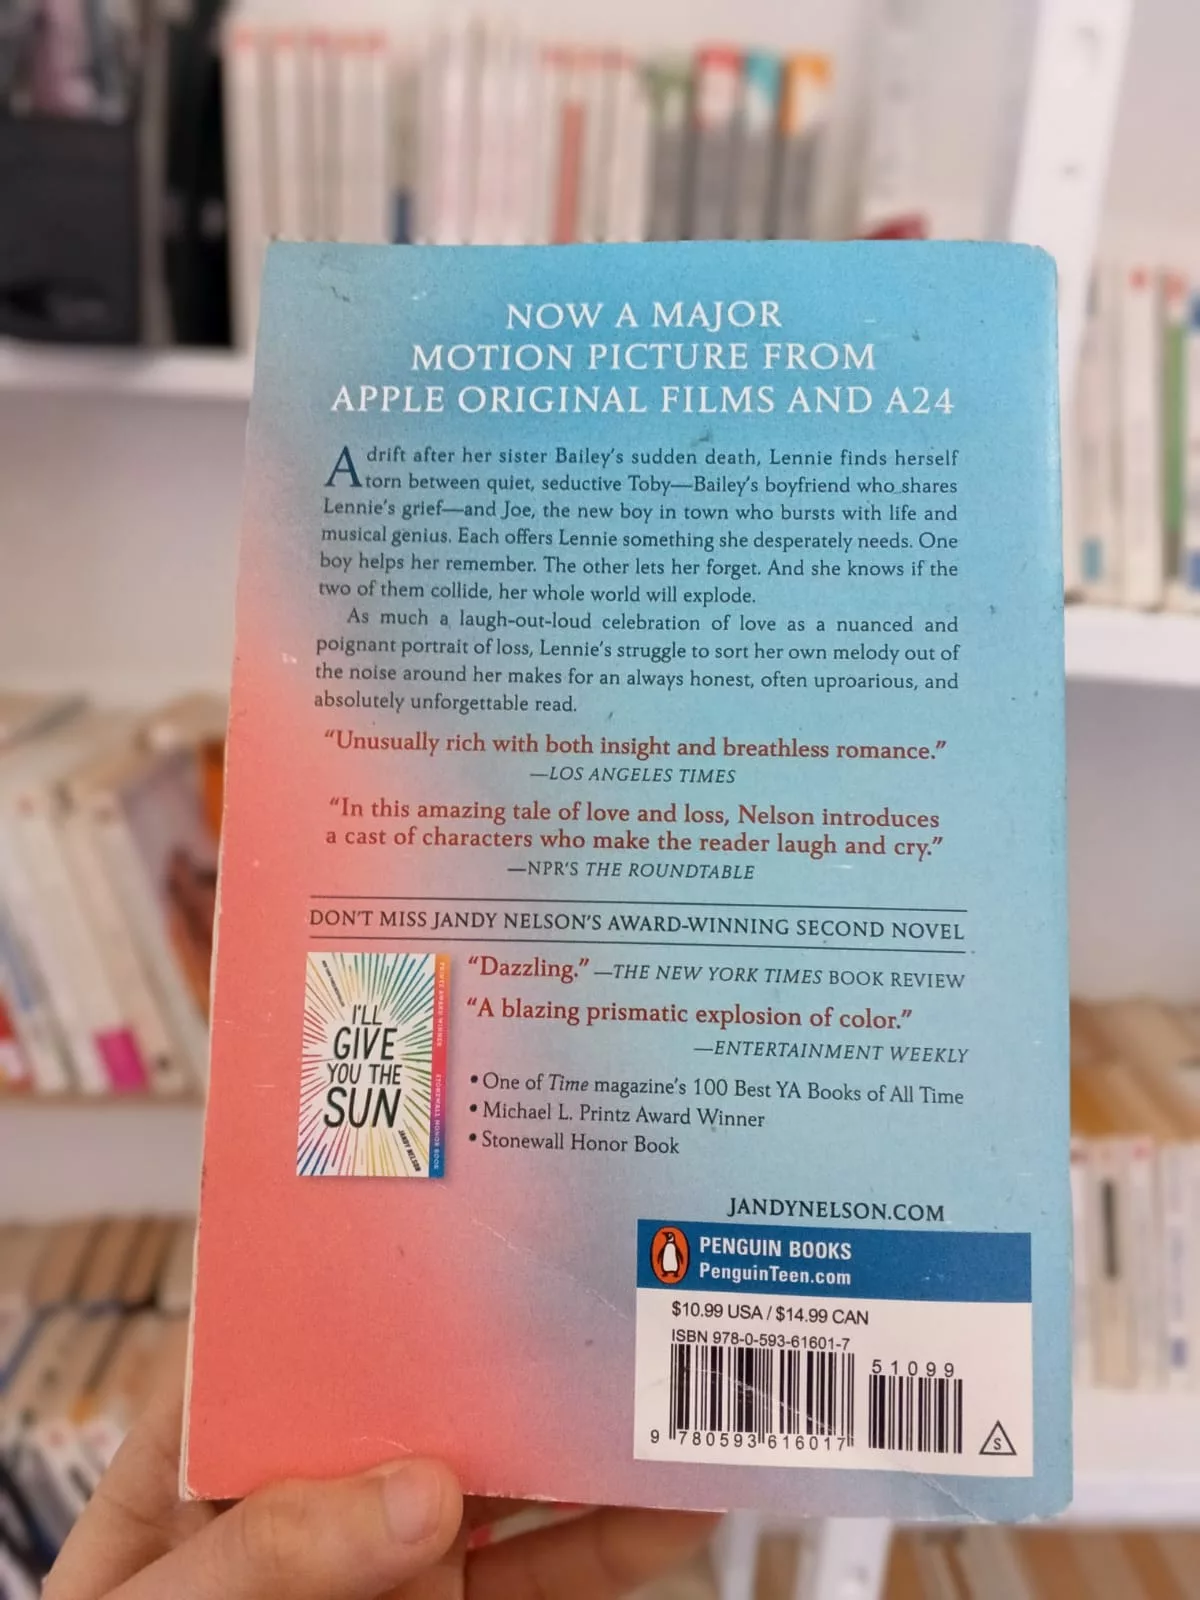 NOW A MAJOR
MOTION PICTURE FROM
APPLE ORIGINAL FILMS AND A24
Adrift after her sister Bailey's sudden death, Lennie finds herself
torn between quiet, seductive Toby—Bailey's boyfriend who shares
Lennie's grief—and Joe, the new boy in town who bursts with life and
musical genius. Each offers Lennie something she desperately needs. One
boy helps her remember. The other lets her forget. And she knows if the
two of them collide, her whole world will explode.
As much a laugh-out-loud celebration of love as a nuanced and
poignant portrait of loss, Lennie's struggle to sort her own melody out of
the noise around her makes for an always honest, often uproarious, and
absolutely unforgettable read.
“Unusually rich with both insight and breathless romance.”
—LOS ANGELES TIMES
“In this amazing tale of love and loss, Nelson introduces
a cast of characters who make the reader laugh and cry.”
—NPR'S THE ROUNDTABLE
DON'T MISS JANDY NELSON'S AWARD-WINNING SECOND NOVEL
I'LL
GIVE
YOU THE
SUN
JANDY NELSON
PRINTZ AWARD WINNER
STONEWALL HONOR BOOK
“Dazzling.” —THE NEW YORK TIMES BOOK REVIEW
“A blazing prismatic explosion of color.”
—ENTERTAINMENT WEEKLY
• One of Time magazine's 100 Best YA Books of All Time
• Michael L. Printz Award Winner
• Stonewall Honor Book
JANDYNELSON.COM
PENGUIN BOOKS
PenguinTeen.com
$10.99 USA / $14.99 CAN
ISBN 978-0-593-61601-7
51099
9 780593 616017
S